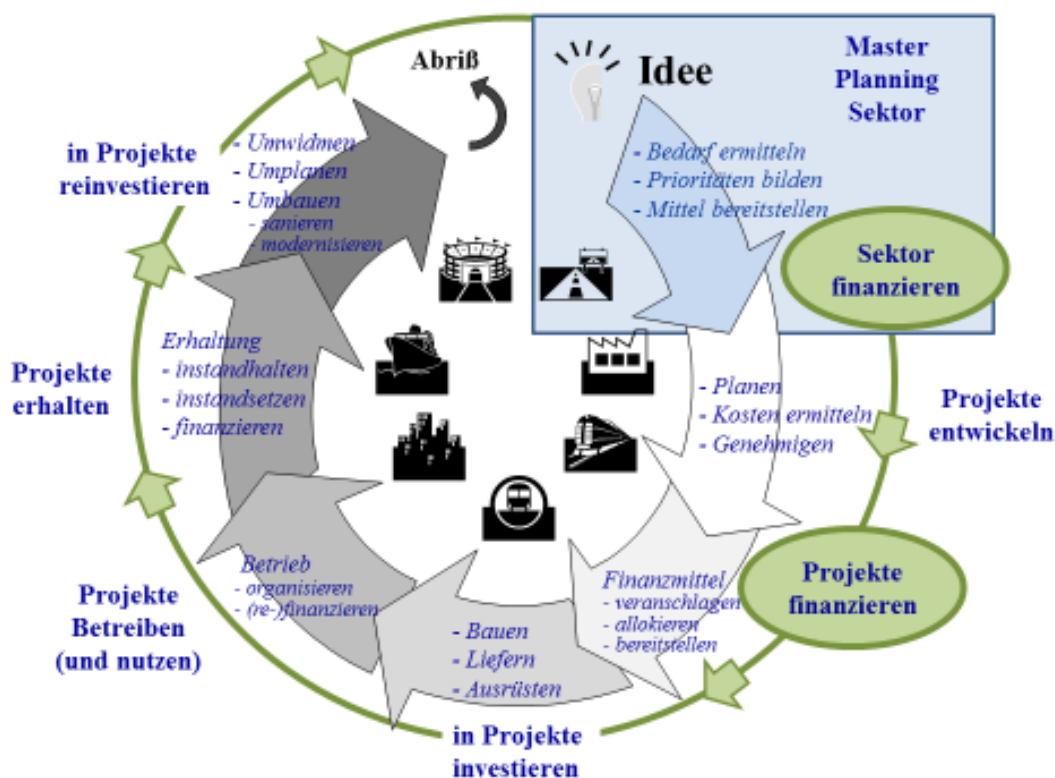 Abriß
Idee
Master
Planning
Sektor
- Bedarf ermitteln
- Prioritäten bilden
- Mittel bereitstellen
Sektor
finanzieren
Projekte
entwickeln
- Planen
- Kosten ermitteln
- Genehmigen
Projekte
finanzieren
Finanzmittel
- veranschlagen
- allokieren
- bereitstellen
in Projekte
investieren
- Bauen
- Liefern
- Ausrüsten
Projekte
Betreiben
(und nutzen)
Betrieb
- organisieren
- (re-)finanzieren
Projekte
erhalten
Erhaltung
- instandhalten
- instandsetzen
- finanzieren
in Projekte
reinvestieren
- Umwidmen
- Umplanen
- Umbauen
- sanieren
- modernisieren